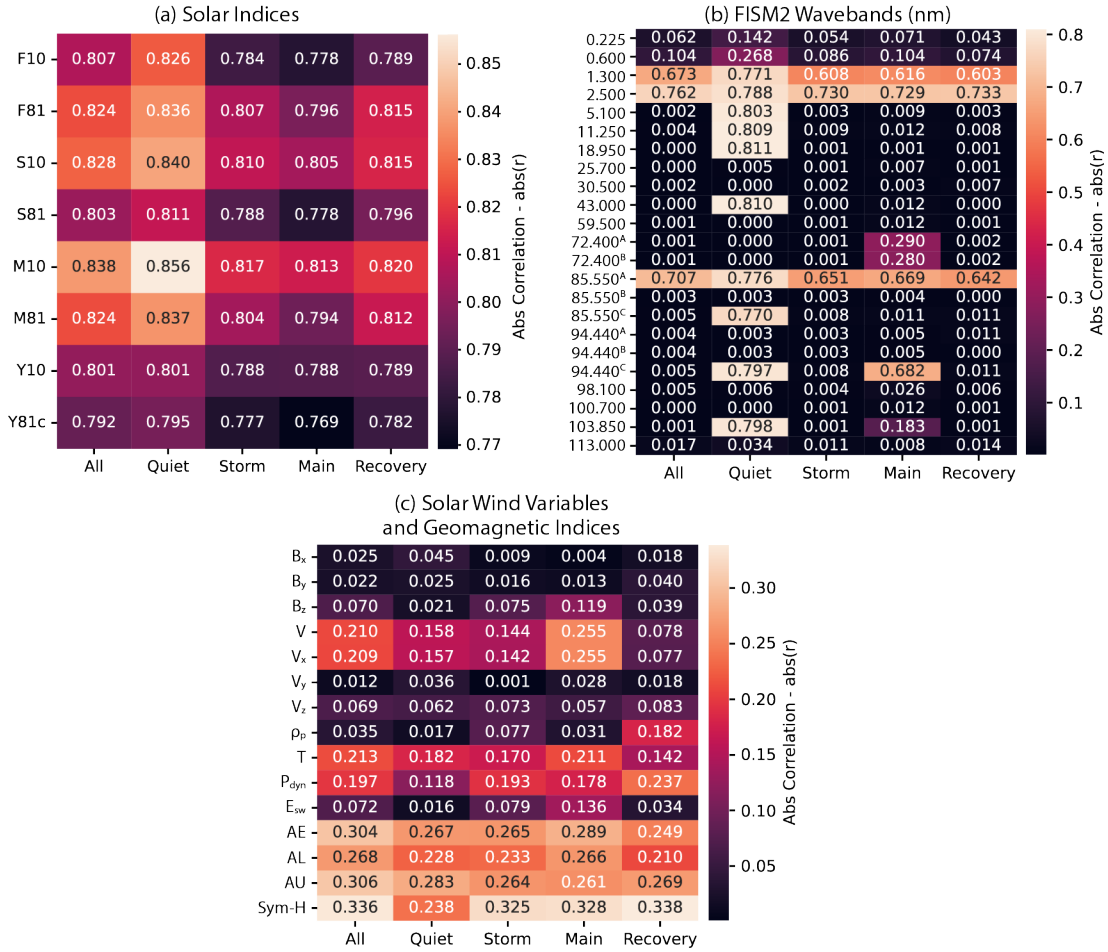 (a) Solar Indices
F10 0.807 0.826 0.784 0.778 0.789
F81 0.824 0.836 0.807 0.796 0.815
S10 0.828 0.840 0.810 0.805 0.815
S81 0.803 0.811 0.788 0.778 0.796
M10 0.838 0.856 0.817 0.813 0.820
M81 0.824 0.837 0.804 0.794 0.812
Y10 0.801 0.801 0.788 0.788 0.789
Y81c 0.792 0.795 0.777 0.769 0.782
All Quiet Storm Main Recovery
0.85
0.84
0.83
0.82
0.81
0.80
0.79
0.78
0.77
Abs Correlation - abs(r)
(b) FISM2 Wavebands (nm)
0.225 0.062 0.142 0.054 0.071 0.043
0.600 0.104 0.268 0.086 0.104 0.074
1.300 0.673 0.771 0.608 0.616 0.603
2.500 0.762 0.788 0.730 0.729 0.733
5.100 0.002 0.803 0.003 0.009 0.003
11.250 0.004 0.809 0.009 0.012 0.008
18.950 0.000 0.811 0.001 0.001 0.001
25.700 0.000 0.005 0.001 0.007 0.001
30.500 0.002 0.000 0.002 0.003 0.007
43.000 0.000 0.810 0.000 0.012 0.000
59.500 0.001 0.000 0.001 0.012 0.001
72.400ᴬ 0.001 0.000 0.001 0.290 0.002
72.400ᴮ 0.001 0.000 0.001 0.280 0.002
85.550ᴬ 0.707 0.776 0.651 0.669 0.642
85.550ᴮ 0.003 0.003 0.003 0.004 0.000
85.550ᶜ 0.005 0.770 0.008 0.011 0.011
94.440ᴬ 0.004 0.003 0.003 0.005 0.011
94.440ᴮ 0.004 0.003 0.003 0.005 0.000
94.440ᶜ 0.005 0.797 0.008 0.682 0.011
98.100 0.005 0.006 0.004 0.026 0.006
100.700 0.000 0.000 0.001 0.012 0.001
103.850 0.001 0.798 0.001 0.183 0.001
113.000 0.017 0.034 0.011 0.008 0.014
All Quiet Storm Main Recovery
0.8
0.7
0.6
0.5
0.4
0.3
0.2
0.1
Abs Correlation - abs(r)
(c) Solar Wind Variables
and Geomagnetic Indices
Bₓ 0.025 0.045 0.009 0.004 0.018
Bᵧ 0.022 0.025 0.016 0.013 0.040
B_z 0.070 0.021 0.075 0.119 0.039
V 0.210 0.158 0.144 0.255 0.078
Vₓ 0.209 0.157 0.142 0.255 0.077
Vᵧ 0.012 0.036 0.001 0.028 0.018
V_z 0.069 0.062 0.073 0.057 0.083
ρₚ 0.035 0.017 0.077 0.031 0.182
T 0.213 0.182 0.170 0.211 0.142
P_dyn 0.197 0.118 0.193 0.178 0.237
E_sw 0.072 0.016 0.079 0.136 0.034
AE 0.304 0.267 0.265 0.289 0.249
AL 0.268 0.228 0.233 0.266 0.210
AU 0.306 0.283 0.264 0.261 0.269
Sym-H 0.336 0.238 0.325 0.328 0.338
All Quiet Storm Main Recovery
0.30
0.25
0.20
0.15
0.10
0.05
Abs Correlation - abs(r)